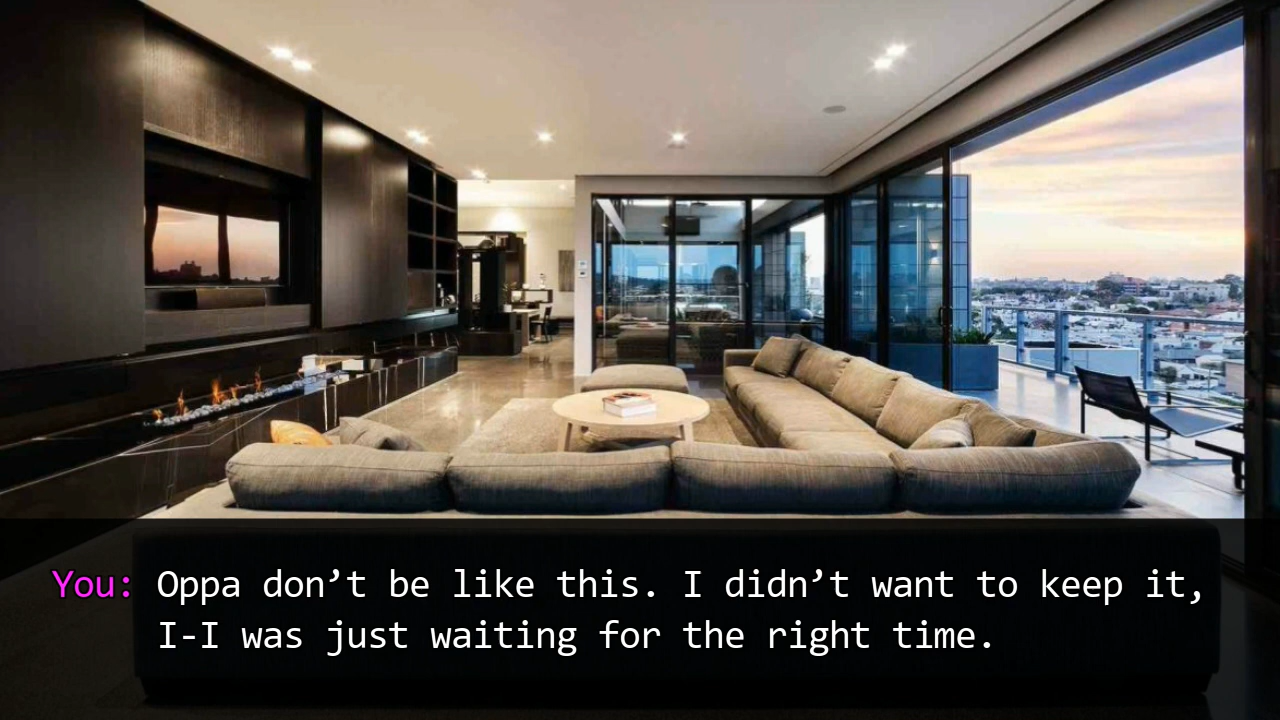 You: Oppa don’t be like this. I didn’t want to keep it,
I-I was just waiting for the right time.